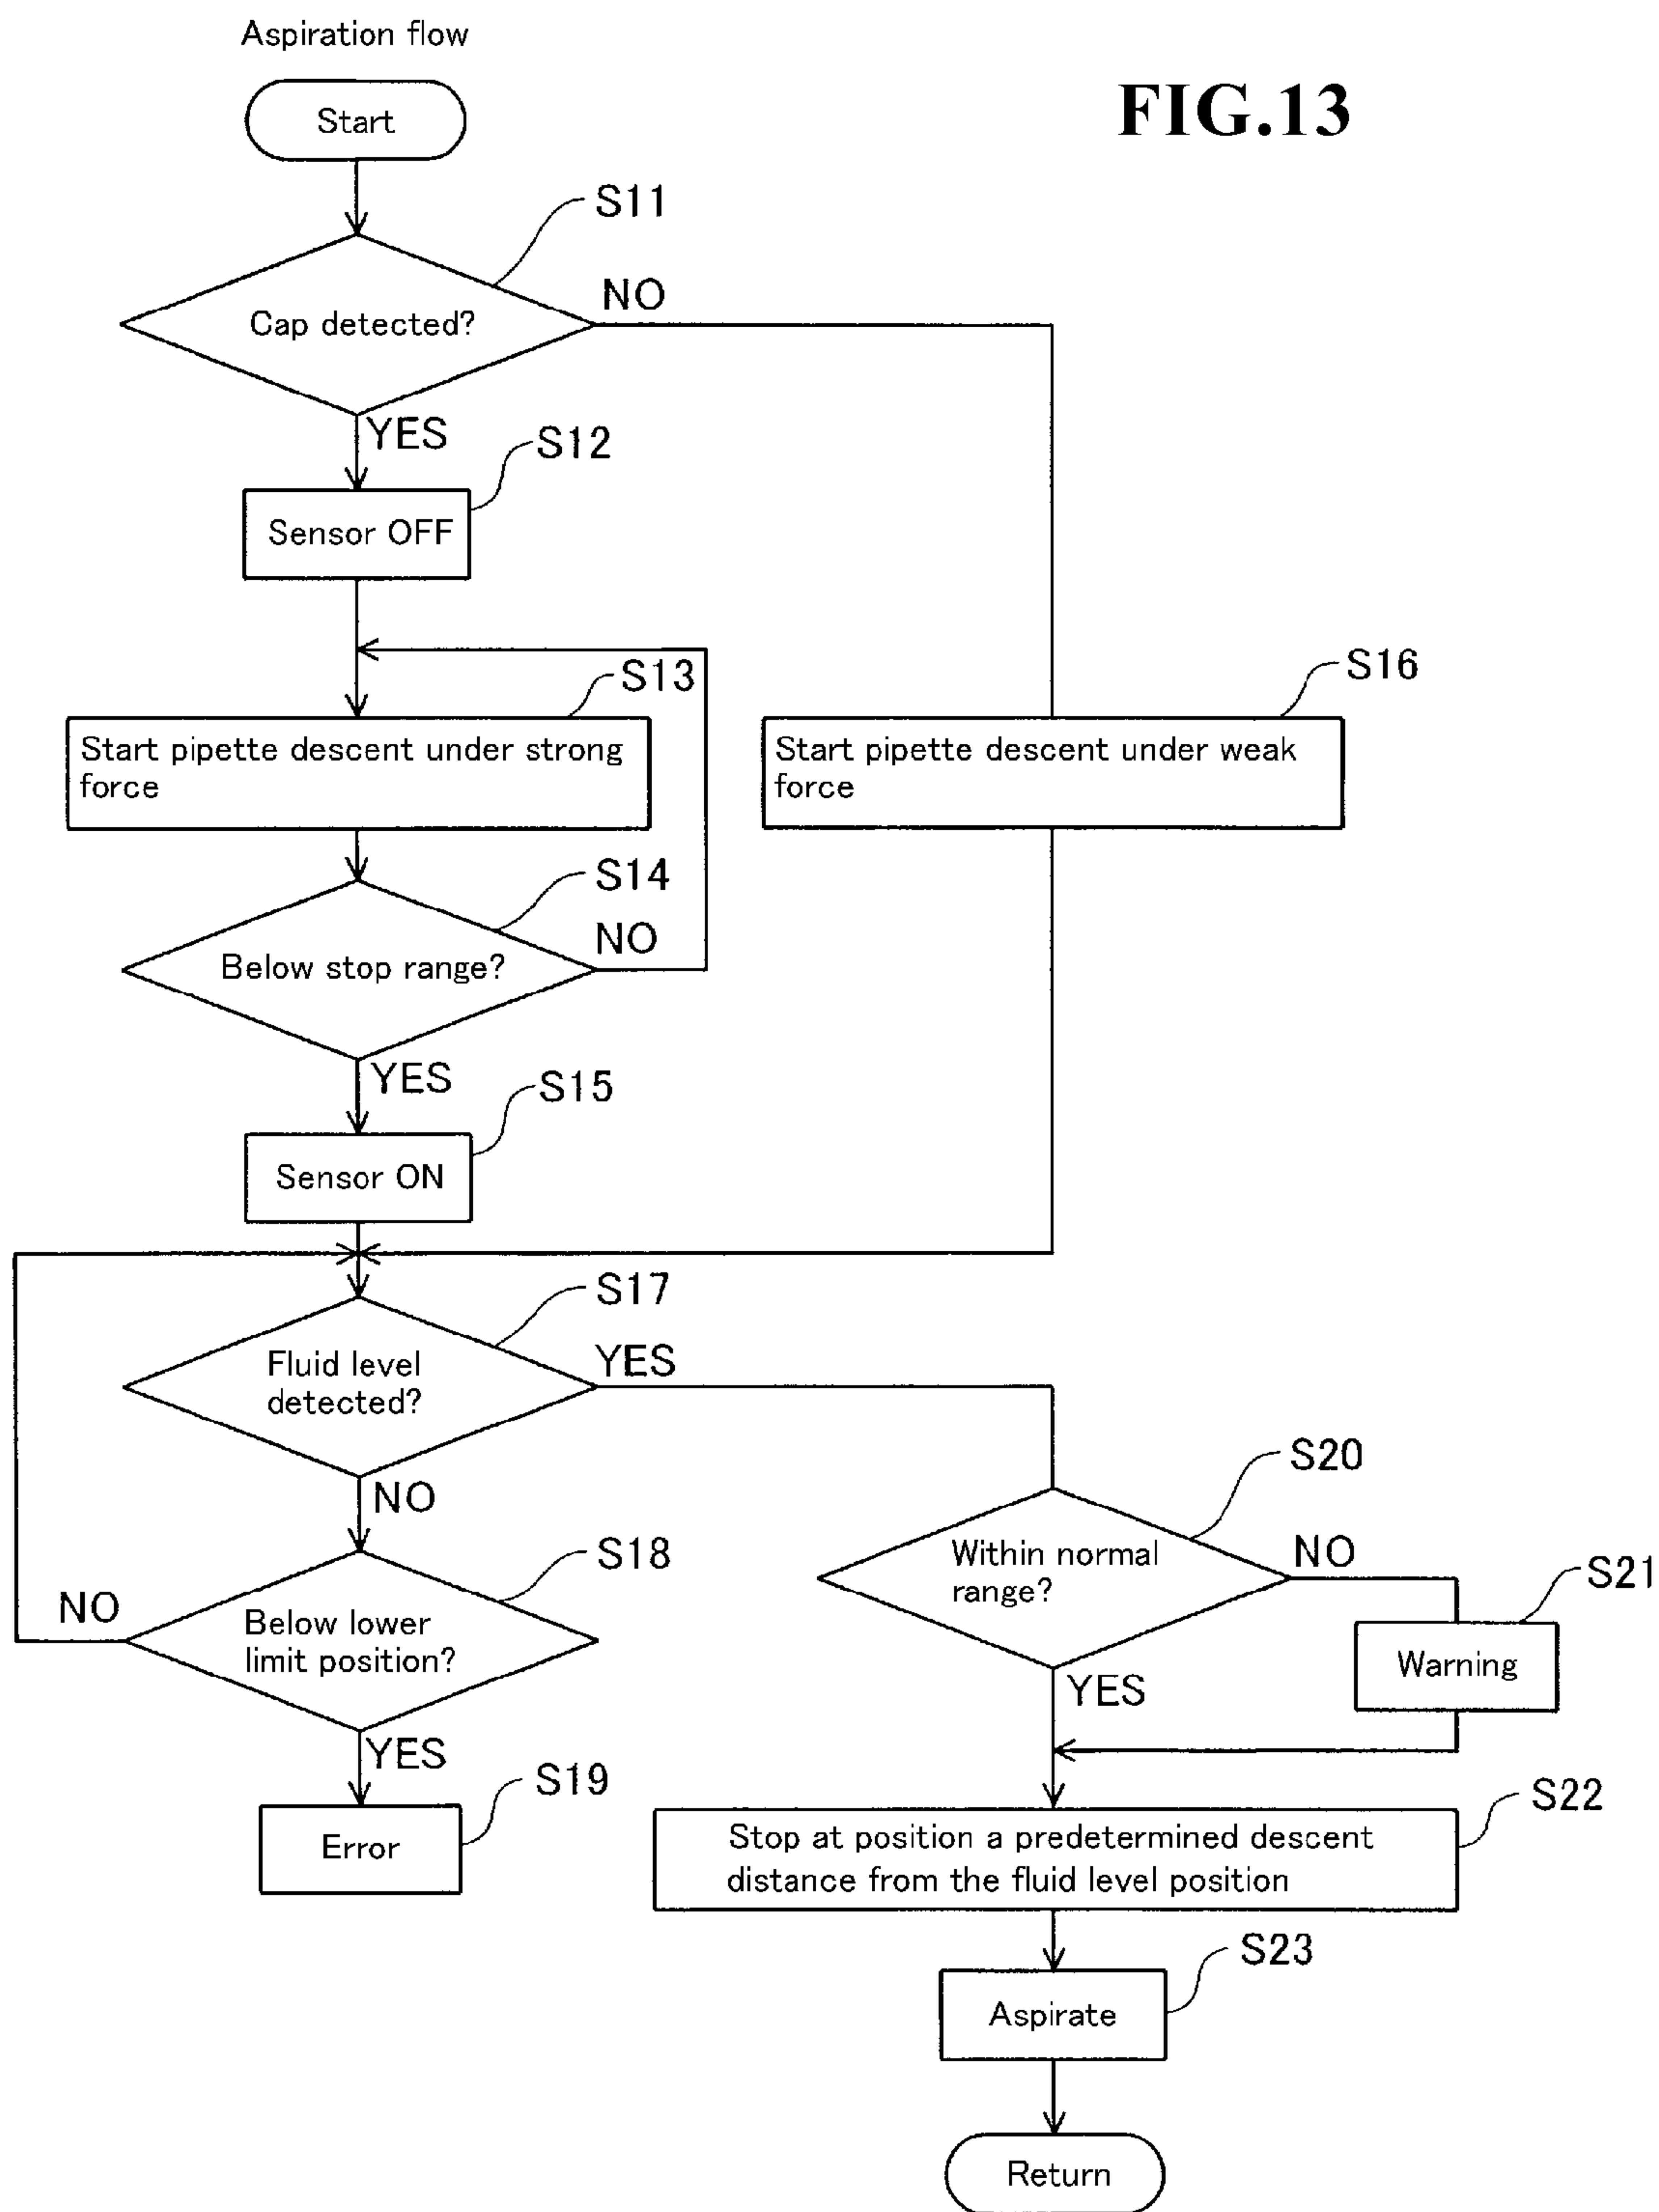 Aspiration flow
FIG.13
Start
S11
Cap detected?
NO
YES
S12
Sensor OFF
S13
Start pipette descent under strong
force
S16
Start pipette descent under weak
force
S14
Below stop range?
NO
YES
S15
Sensor ON
S17
Fluid level
detected?
YES
NO
S18
Below lower
limit position?
NO
YES
S19
Error
S20
Within normal
range?
NO
YES
S21
Warning
S22
Stop at position a predetermined descent
distance from the fluid level position
S23
Aspirate
Return